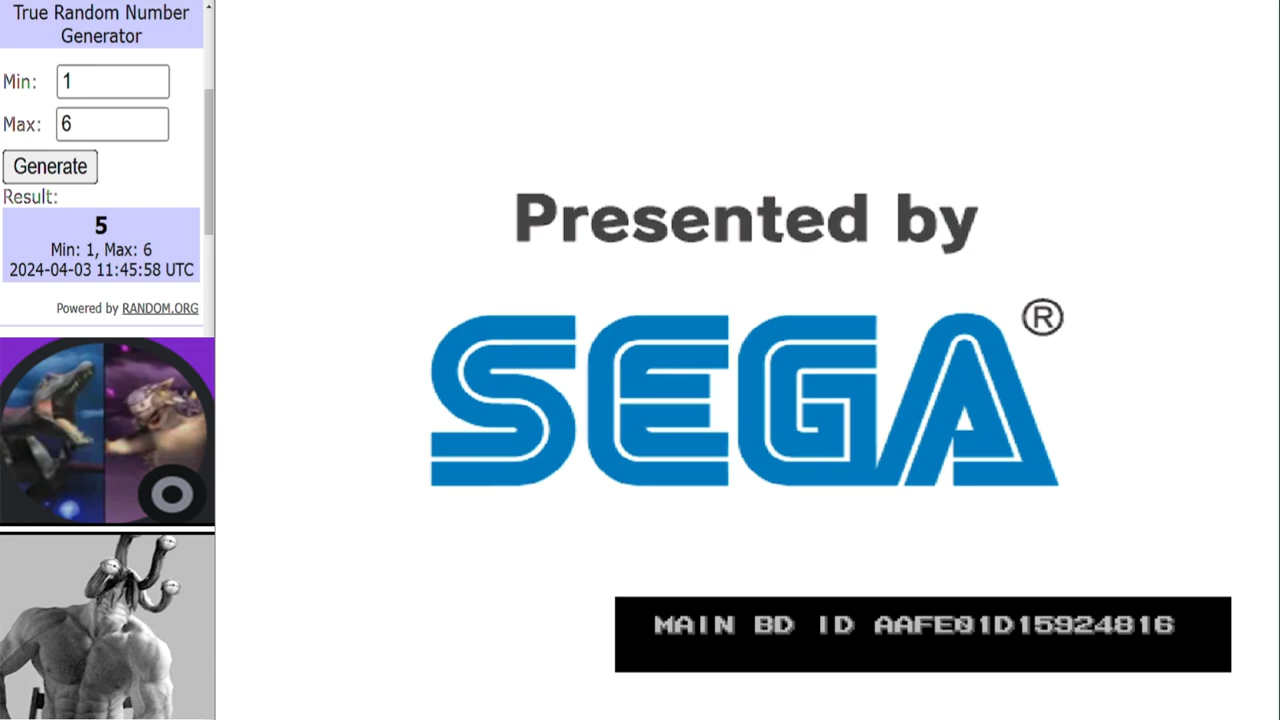 True Random Number
Generator
Min: 1
Max: 6
Generate
Result:
5
Min: 1, Max: 6
2024-04-03 11:45:58 UTC
Powered by RANDOM.ORG
Presented by
SEGA®
MAIN BD ID AAFE01D15924816